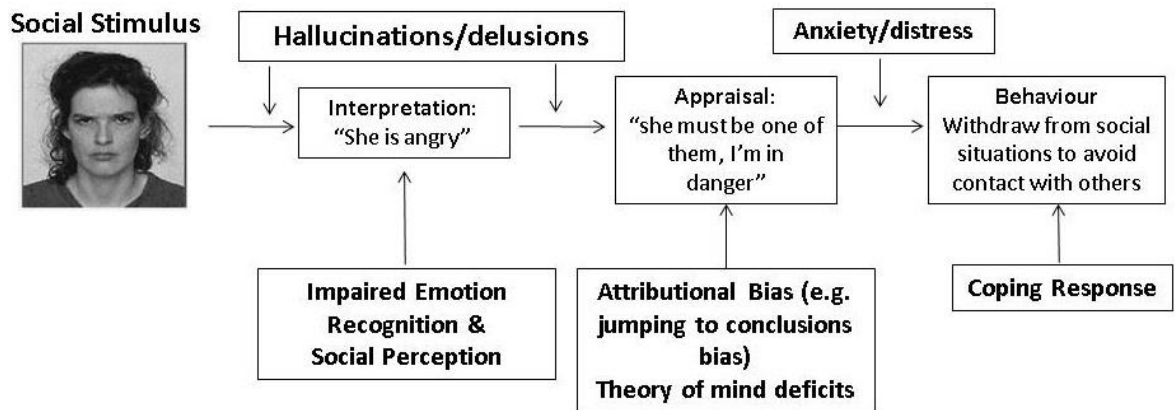 Social Stimulus
Hallucinations/delusions
Anxiety/distress
Interpretation:
“She is angry”
Appraisal:
“she must be one of
them, I’m in
danger”
Behaviour
Withdraw from social
situations to avoid
contact with others
Impaired Emotion
Recognition &
Social Perception
Attributional Bias (e.g.
jumping to conclusions
bias)
Theory of mind deficits
Coping Response